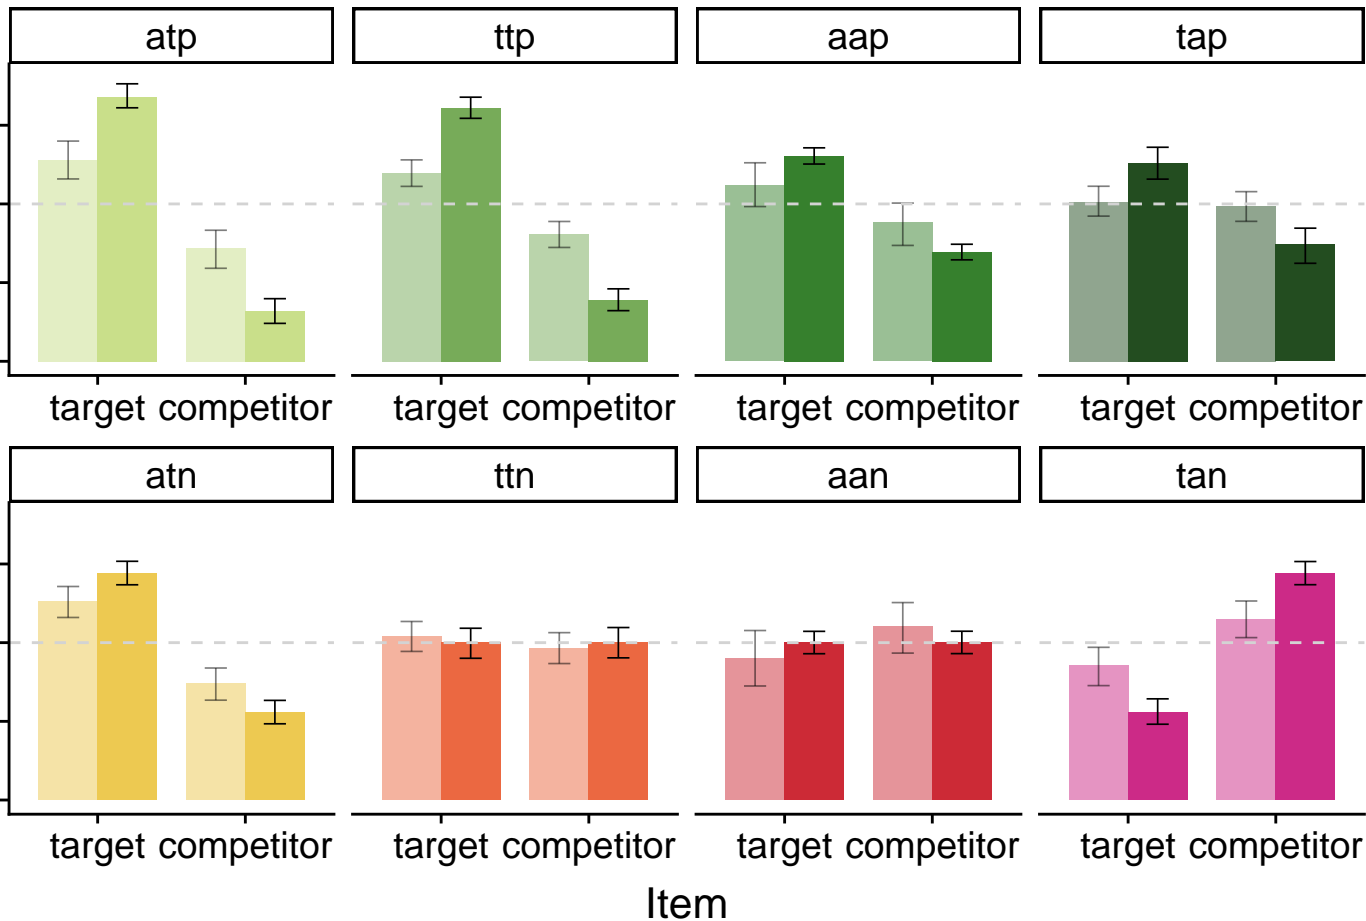 atp ttp aap tap
target competitor target competitor target competitor target competitor
atn ttn aan tan
target competitor target competitor target competitor target competitor
Item